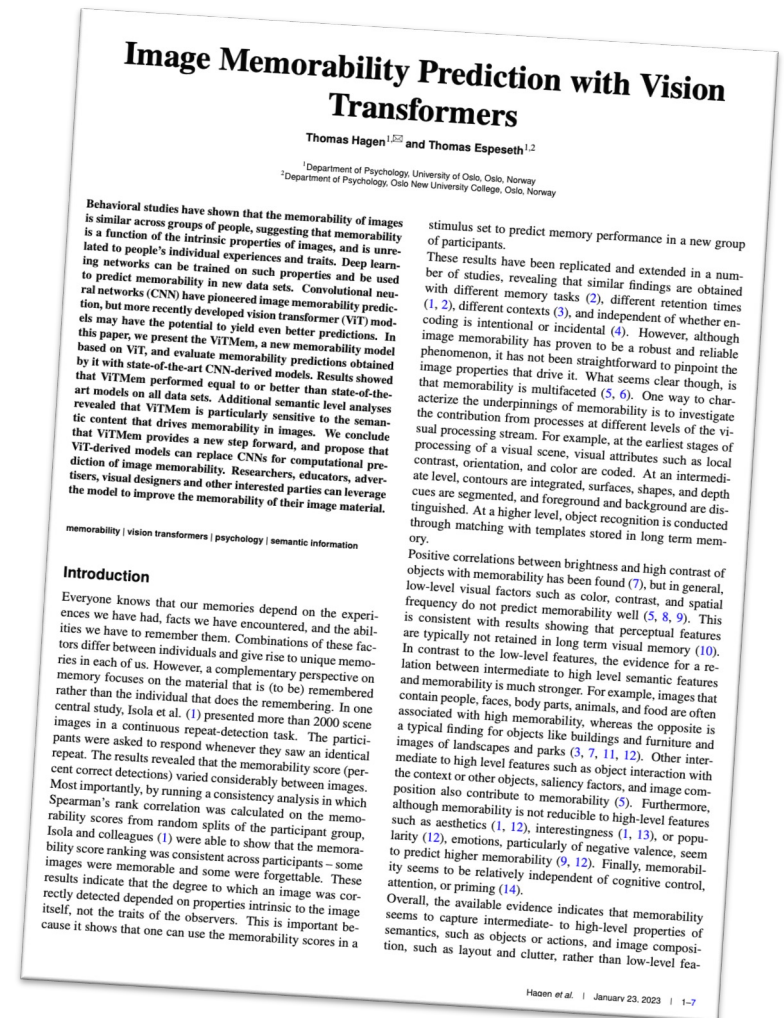 Image Memorability Prediction with Vision
Transformers
Thomas Hagen1,✉ and Thomas Espeseth1,2
1Department of Psychology, University of Oslo, Oslo, Norway
2Department of Psychology, Oslo New University College, Oslo, Norway
Behavioral studies have shown that the memorability of images
is similar across groups of people, suggesting that memorability
is a function of the intrinsic properties of images, and is unre-
lated to people's individual experiences and traits. Deep learn-
ing networks can be trained on such properties and be used
to predict memorability in new data sets. Convolutional neu-
ral networks (CNN) have pioneered image memorability predic-
tion, but more recently developed vision transformer (ViT) mod-
els may have the potential to yield even better predictions. In
this paper, we present the ViTMem, a new memorability model
based on ViT, and evaluate memorability predictions obtained
by it with state-of-the-art CNN-derived models. Results showed
that ViTMem performed equal to or better than state-of-the-
art models on all data sets. Additional semantic level analyses
revealed that ViTMem is particularly sensitive to the seman-
tic content that drives memorability in images. We conclude
that ViTMem provides a new step forward, and propose that
ViT-derived models can replace CNNs for computational pre-
diction of image memorability. Researchers, educators, adver-
tisers, visual designers and other interested parties can leverage
the model to improve the memorability of their image material.
memorability | vision transformers | psychology | semantic information
Introduction
Everyone knows that our memories depend on the experi-
ences we have had, facts we have encountered, and the abil-
ities we have to remember them. Combinations of these fac-
tors differ between individuals and give rise to unique memo-
ries in each of us. However, a complementary perspective on
memory focuses on the material that is (to be) remembered
rather than the individual that does the remembering. In one
central study, Isola et al. (1) presented more than 2000 scene
images in a continuous repeat-detection task. The partici-
pants were asked to respond whenever they saw an identical
repeat. The results revealed that the memorability score (per-
cent correct detections) varied considerably between images.
Most importantly, by running a consistency analysis in which
Spearman's rank correlation was calculated on the memo-
rability scores from random splits of the participant group,
Isola and colleagues (1) were able to show that the memora-
bility score ranking was consistent across participants – some
images were memorable and some were forgettable. These
results indicate that the degree to which an image was cor-
rectly detected depended on properties intrinsic to the image
itself, not the traits of the observers. This is important be-
cause it shows that one can use the memorability scores in a
stimulus set to predict memory performance in a new group
of participants.
These results have been replicated and extended in a num-
ber of studies, revealing that similar findings are obtained
with different memory tasks (2), different retention times
(1, 2), different contexts (3), and independent of whether en-
coding is intentional or incidental (4). However, although
image memorability has proven to be a robust and reliable
phenomenon, it has not been straightforward to pinpoint the
image properties that drive it. What seems clear though, is
that memorability is multifaceted (5, 6). One way to char-
acterize the underpinnings of memorability is to investigate
the contribution from processes at different levels of the vi-
sual processing stream. For example, at the earliest stages of
processing of a visual scene, visual attributes such as local
contrast, orientation, and color are coded. At an intermedi-
ate level, contours are integrated, surfaces, shapes, and depth
cues are segmented, and foreground and background are dis-
tinguished. At a higher level, object recognition is conducted
through matching with templates stored in long term mem-
ory.
Positive correlations between brightness and high contrast of
objects with memorability has been found (7), but in general,
low-level visual factors such as color, contrast, and spatial
frequency do not predict memorability well (5, 8, 9). This
is consistent with results showing that perceptual features
are typically not retained in long term visual memory (10).
In contrast to the low-level features, the evidence for a re-
lation between intermediate to high level semantic features
and memorability is much stronger. For example, images that
contain people, faces, body parts, animals, and food are often
associated with high memorability, whereas the opposite is
a typical finding for objects like buildings and furniture and
images of landscapes and parks (3, 7, 11, 12). Other inter-
mediate to high level features such as object interaction with
the context or other objects, saliency factors, and image com-
position also contribute to memorability (5). Furthermore,
although memorability is not reducible to high-level features
such as aesthetics (1, 12), interestingness (1, 13), or popu-
larity (12), emotions, particularly of negative valence, seem
to predict higher memorability (9, 12). Finally, memorabil-
ity seems to be relatively independent of cognitive control,
attention, or priming (14).
Overall, the available evidence indicates that memorability
seems to capture intermediate- to high-level properties of
semantics, such as objects or actions, and image composi-
tion, such as layout and clutter, rather than low-level fea-
Hagen et al. | January 23, 2023 | 1–7